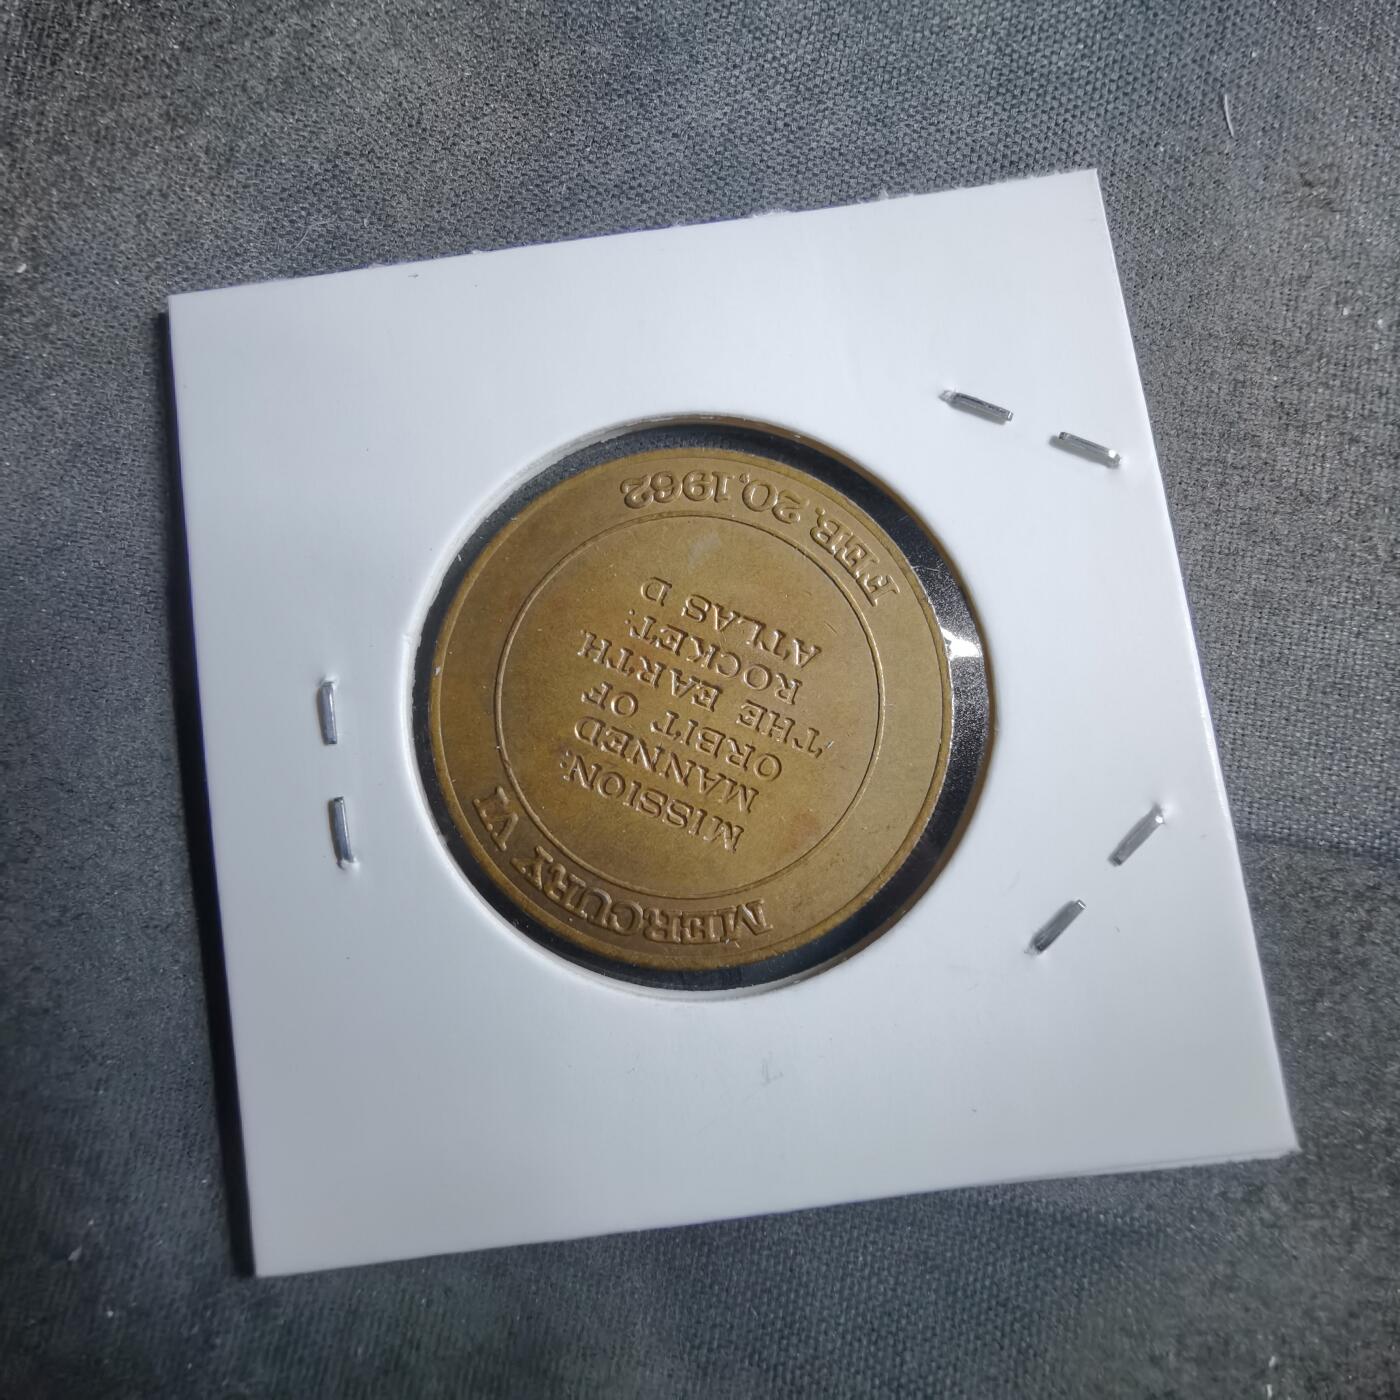 MERCURY VI
MISSION:
MANNED
ORBIT OF
THE EARTH.
ROCKET:
ATLAS D
FEB. 20, 1962